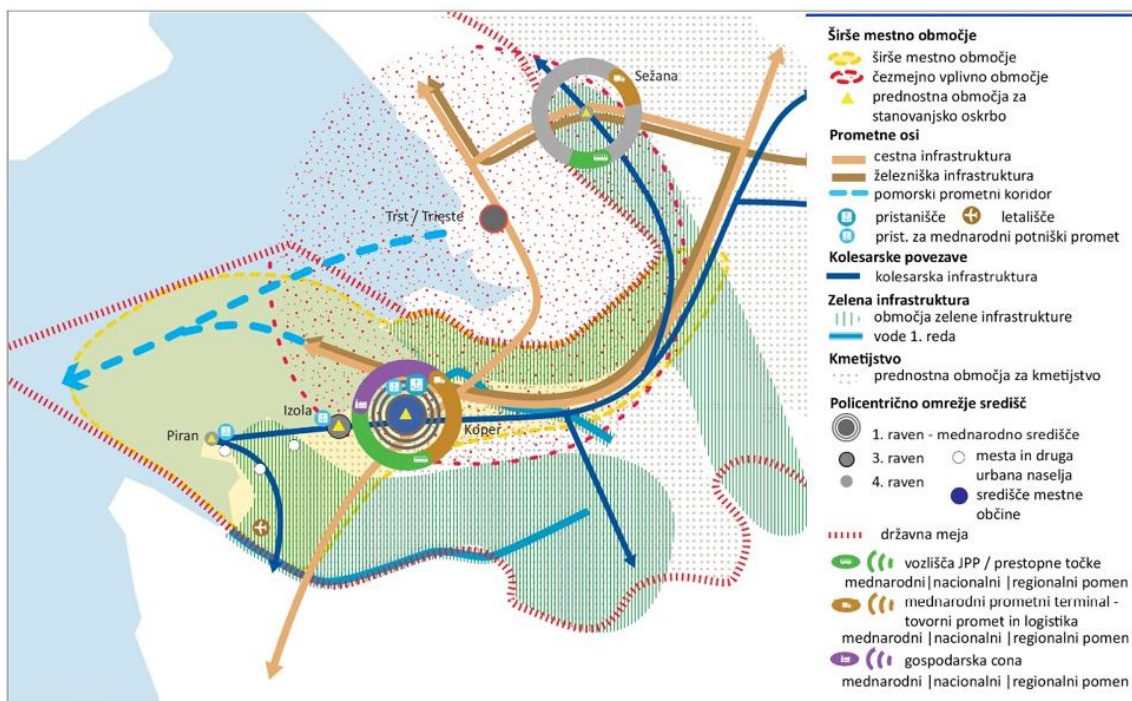 Sežana
Trst / Trieste
Izola
Piran
Koper
Širše mestno območje
širše mestno območje
čezmejno vplivno območje
prednostna območja za
stanovanjsko oskrbo
Prometne osi
cestna infrastruktura
železniška infrastruktura
pomorski prometni koridor
pristanišče
letališče
prist. za mednarodni potniški promet
Kolesarske povezave
kolesarska infrastruktura
Zelena infrastruktura
območja zelene infrastrukture
vode 1. reda
Kmetijstvo
prednostna območja za kmetijstvo
Policentrično omrežje središč
1. raven - mednarodno središče
3. raven
mesta in druga
urbana naselja
4. raven
središče mestne
občine
državna meja
vozlišča JPP / prestopne točke
mednarodni |nacionalni |regionalni pomen
mednarodni prometni terminal -
tovorni promet in logistika
mednarodni |nacionalni |regionalni pomen
gospodarska cona
mednarodni |nacionalni |regionalni pomen